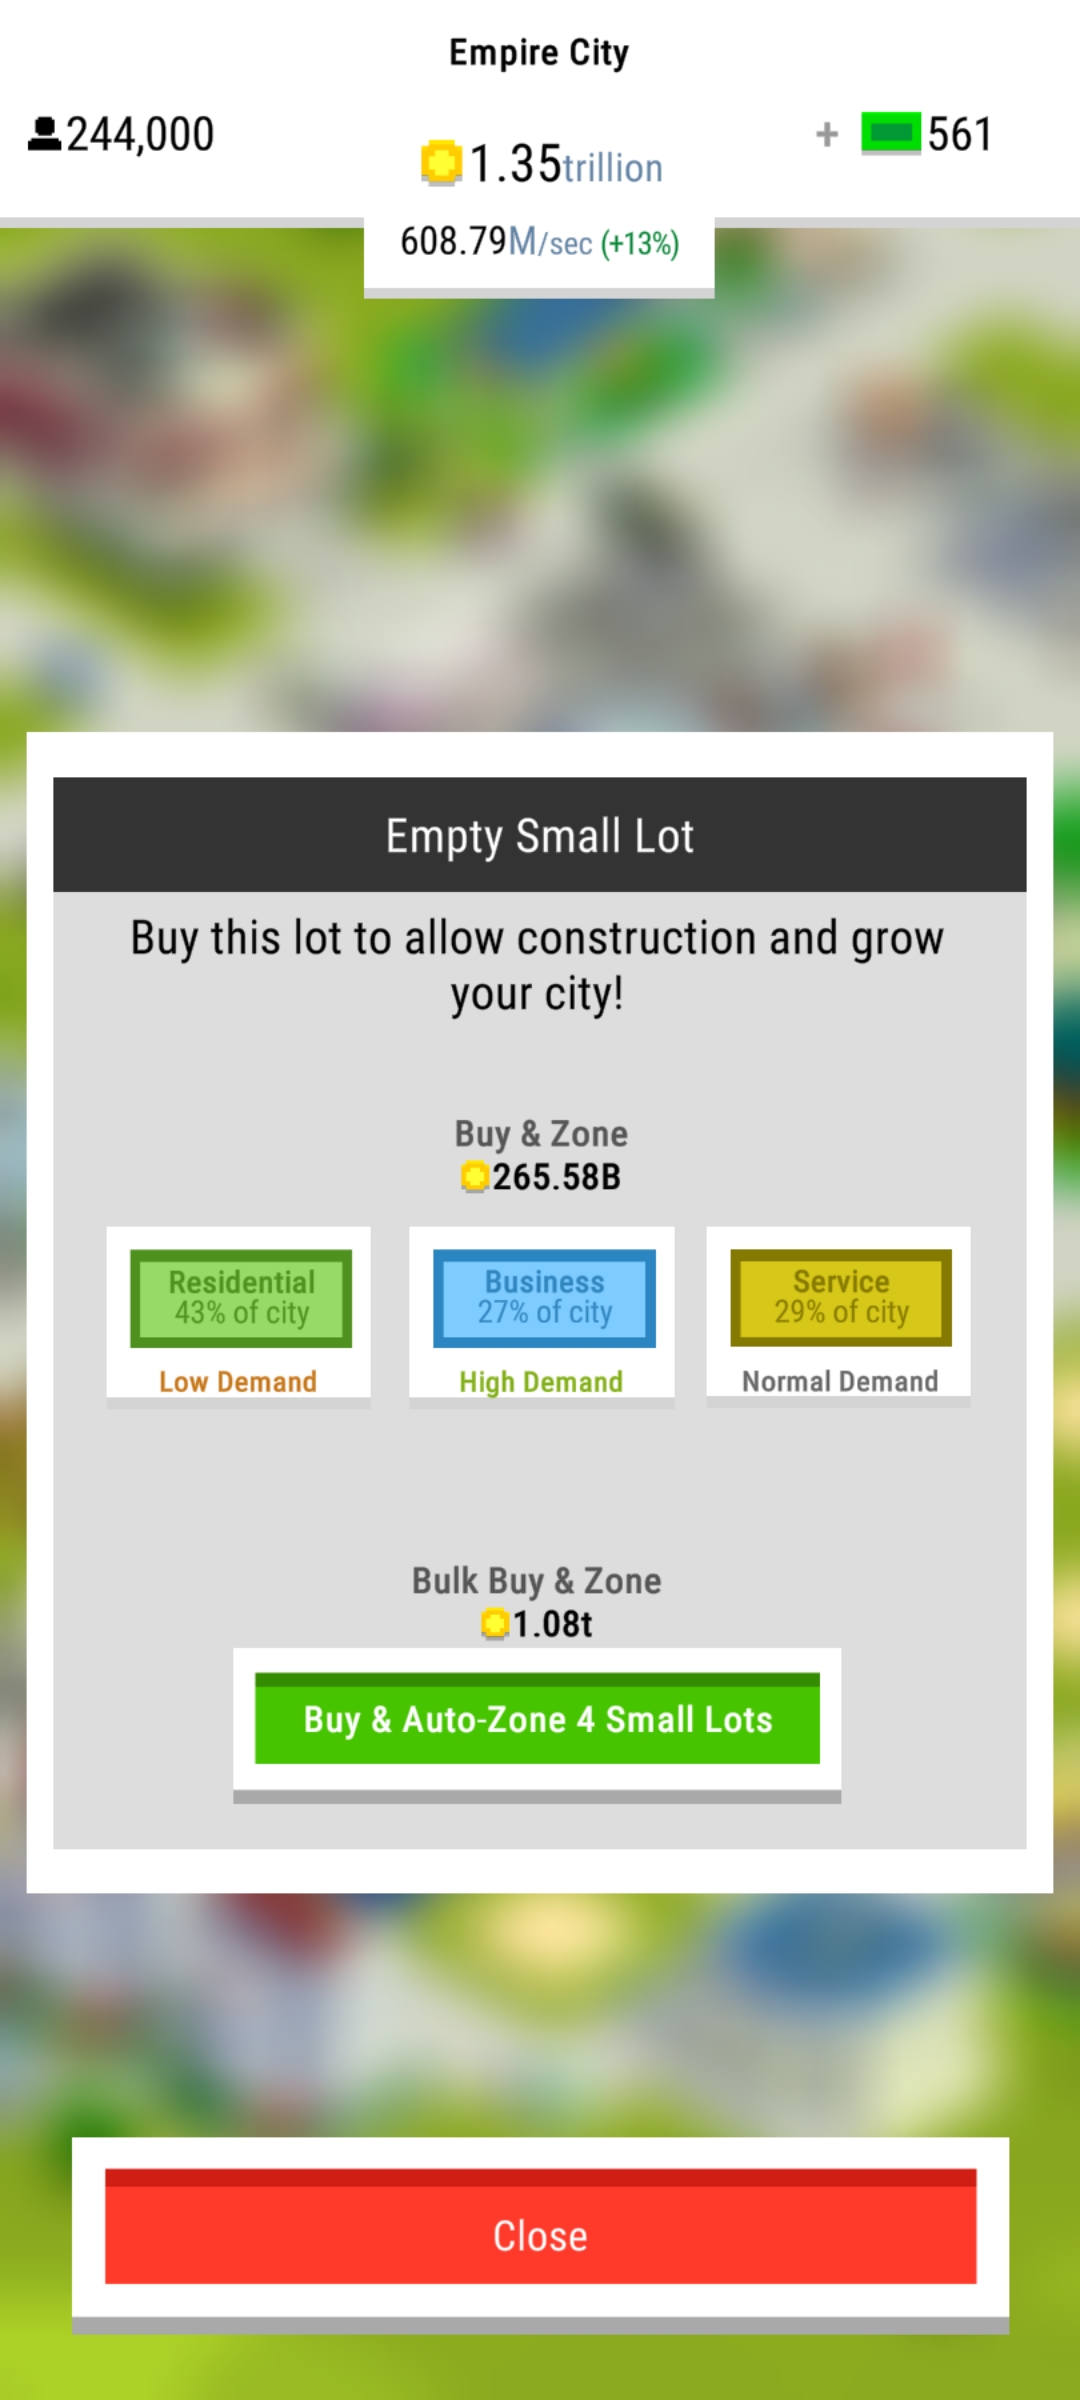 Empire City
244,000
1.35trillion
+ 561
608.79M/sec (+13%)
Empty Small Lot
Buy this lot to allow construction and grow
your city!
Buy & Zone
265.58B
Residential
43% of city
Low Demand
Business
27% of city
High Demand
Service
29% of city
Normal Demand
Bulk Buy & Zone
1.08t
Buy & Auto-Zone 4 Small Lots
Close